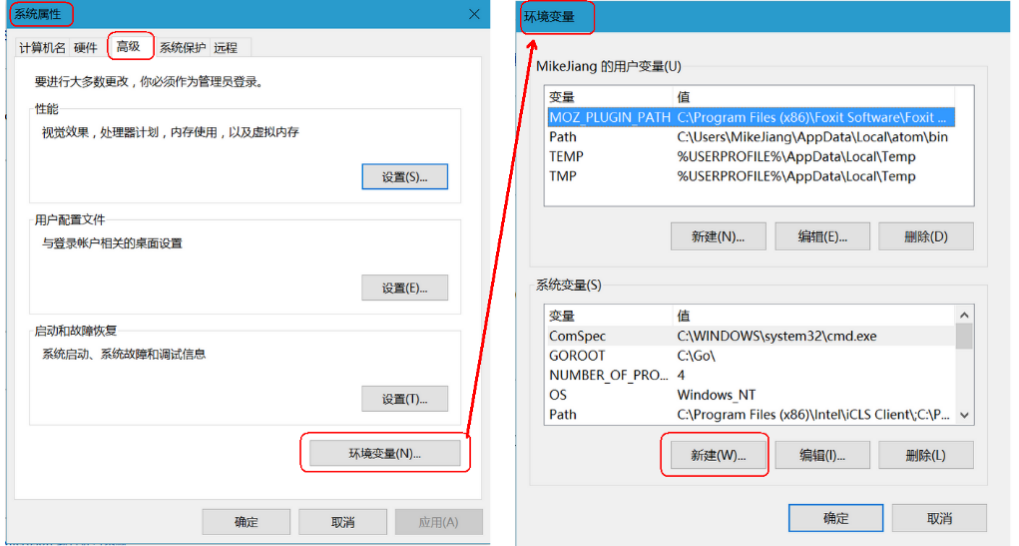 系统属性
计算机名 硬件 高级 系统保护 远程
要进行大多数更改，你必须作为管理员登录。
性能
视觉效果，处理器计划，内存使用，以及虚拟内存
设置(S)...
用户配置文件
与登录帐户相关的桌面设置
设置(E)...
启动和故障恢复
系统启动、系统故障和调试信息
设置(T)...
环境变量(N)...
确定 取消 应用(A)
环境变量
MikeJiang 的用户变量(U)
变量 值
MOZ_PLUGIN_PATH C:\Program Files (x86)\Foxit Software\Foxit ...
Path C:\Users\MikeJiang\AppData\Local\atom\bin
TEMP %USERPROFILE%\AppData\Local\Temp
TMP %USERPROFILE%\AppData\Local\Temp
新建(N)... 编辑(E)... 删除(D)
系统变量(S)
变量 值
ComSpec C:\WINDOWS\system32\cmd.exe
GOROOT C:\Go\
NUMBER_OF_PRO... 4
OS Windows_NT
Path C:\Program Files (x86)\Intel\iCLS Client\;C:\P...
新建(W)... 编辑(I)... 删除(L)
确定 取消